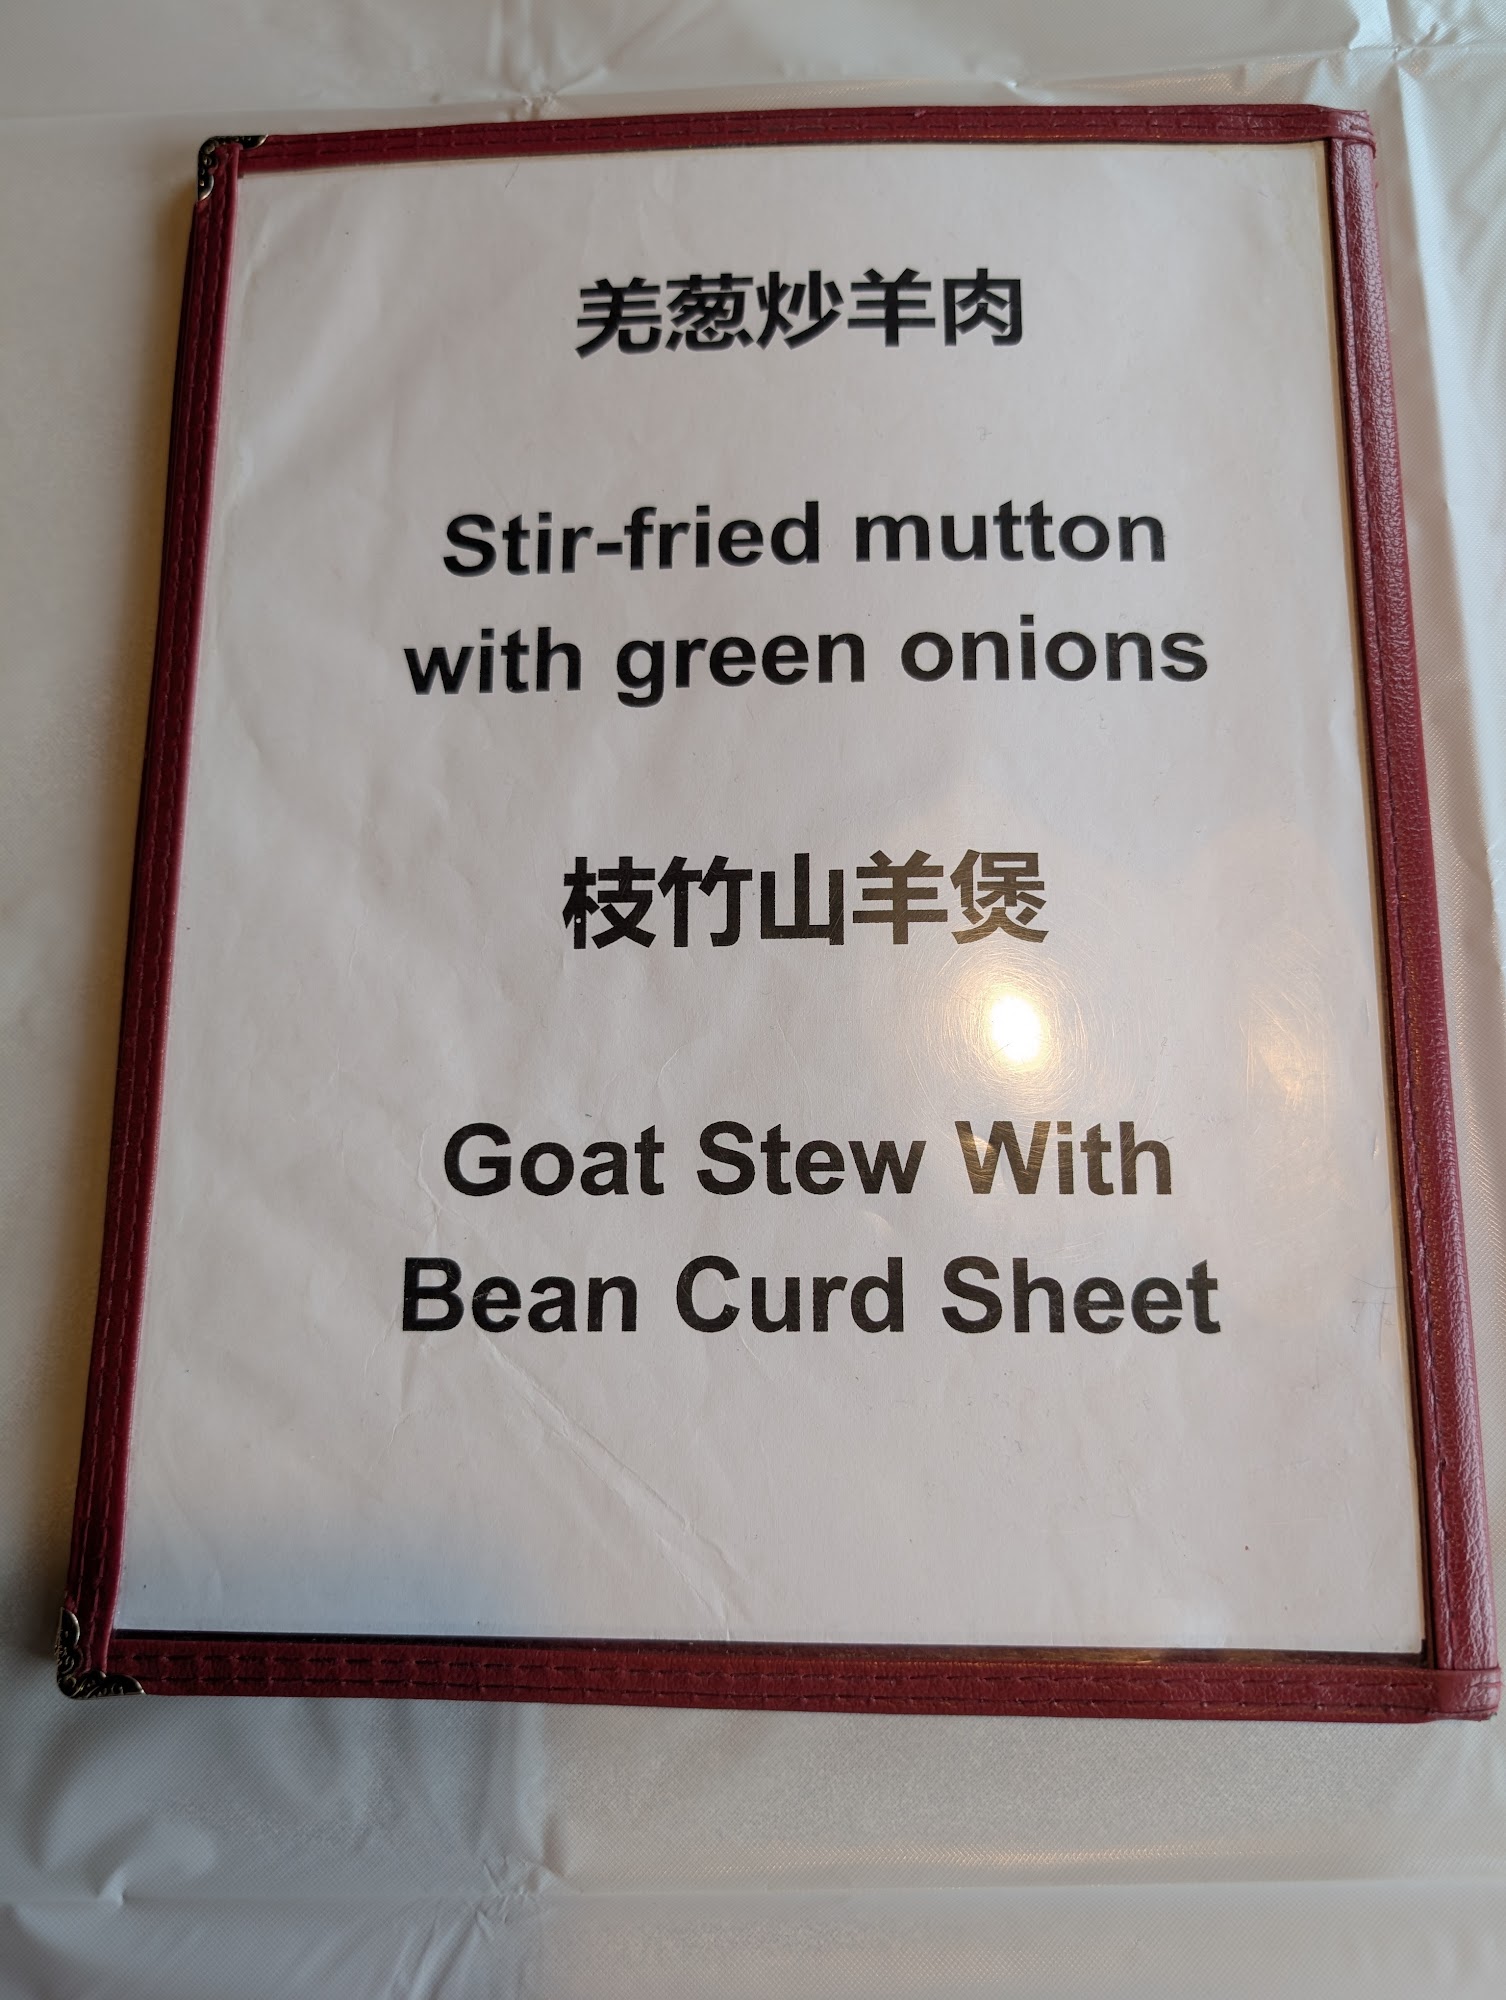 羌葱炒羊肉
Stir-fried mutton
with green onions
枝竹山羊煲
Goat Stew With
Bean Curd Sheet